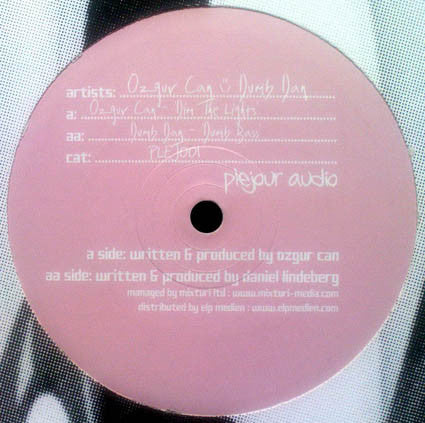 artists: Ozgur Can & Dumb Dan
a: Ozgur Can - Dim The Lights
aa: Dumb Dan - Dumb Bass
cat: PLEJ001
plejour audio
a side: written & produced by ozgur can
aa side: written & produced by daniel lindeberg
managed by mixturi ltd : www.mixturi-media.com
distributed by elp medien : www.elpmedien.com